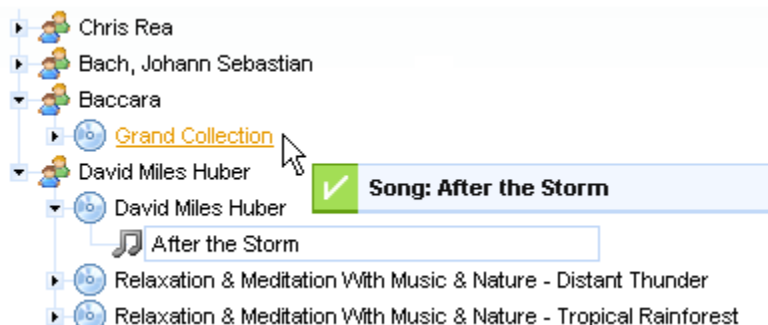 Chris Rea
Bach, Johann Sebastian
Baccara
Grand Collection
David Miles Huber
Song: After the Storm
David Miles Huber
After the Storm
Relaxation & Meditation With Music & Nature - Distant Thunder
Relaxation & Meditation With Music & Nature - Tropical Rainforest